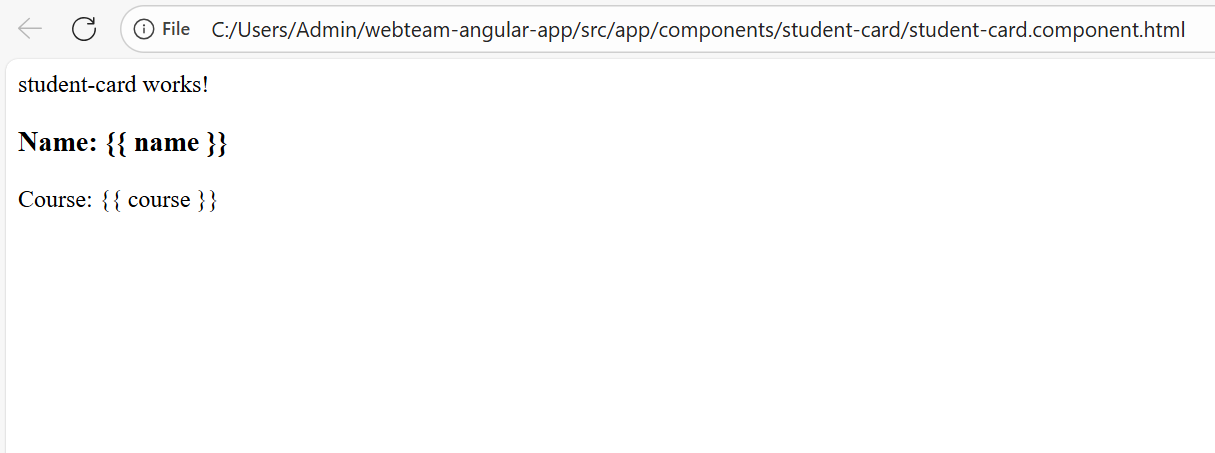 File C:/Users/Admin/webteam-angular-app/src/app/components/student-card/student-card.component.html
student-card works!
Name: {{ name }}
Course: {{ course }}